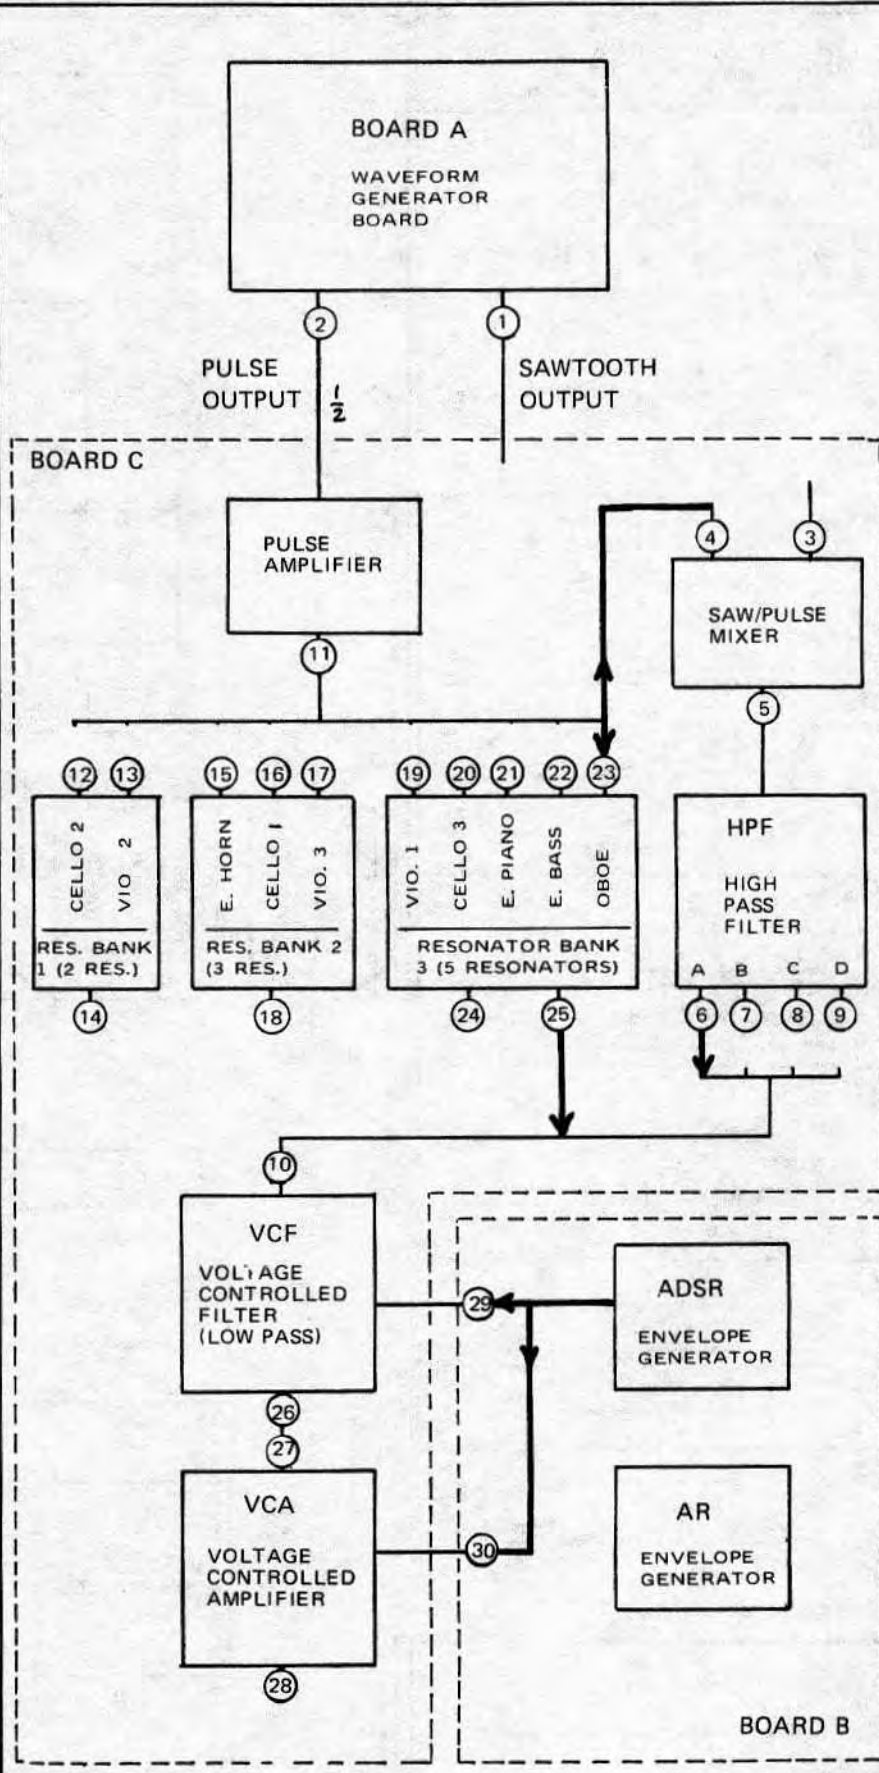 BOARD A
WAVEFORM
GENERATOR
BOARD
2
1
PULSE
OUTPUT
1/2
SAWTOOTH
OUTPUT
BOARD C
PULSE
AMPLIFIER
4
3
SAW/PULSE
MIXER
11
5
12
13
15
16
17
19
20
21
22
23
CELLO 2
VIO 2
E. HORN
CELLO 1
VIO. 3
VIO. 1
CELLO 3
E. PIANO
E. BASS
OBOE
RES. BANK
1 (2 RES.)
RES. BANK 2
(3 RES.)
RESONATOR BANK
3 (5 RESONATORS)
HPF
HIGH
PASS
FILTER
A B C D
14
18
24
25
6
7
8
9
10
VCF
VOLTAGE
CONTROLLED
FILTER
(LOW PASS)
29
ADSR
ENVELOPE
GENERATOR
26
27
VCA
VOLTAGE
CONTROLLED
AMPLIFIER
30
AR
ENVELOPE
GENERATOR
28
BOARD B